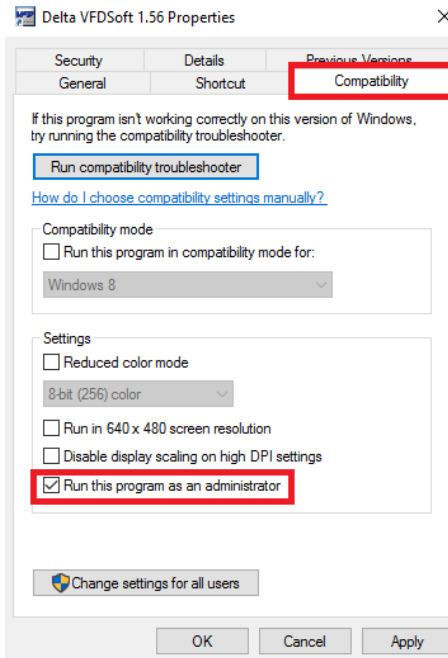 Delta VFDSoft 1.56 Properties
Security Details Previous Versions
General Shortcut Compatibility
If this program isn't working correctly on this version of Windows,
try running the compatibility troubleshooter.
Run compatibility troubleshooter
How do I choose compatibility settings manually?
Compatibility mode
Run this program in compatibility mode for:
Windows 8
Settings
Reduced color mode
8-bit (256) color
Run in 640 x 480 screen resolution
Disable display scaling on high DPI settings
Run this program as an administrator
Change settings for all users
OK Cancel Apply